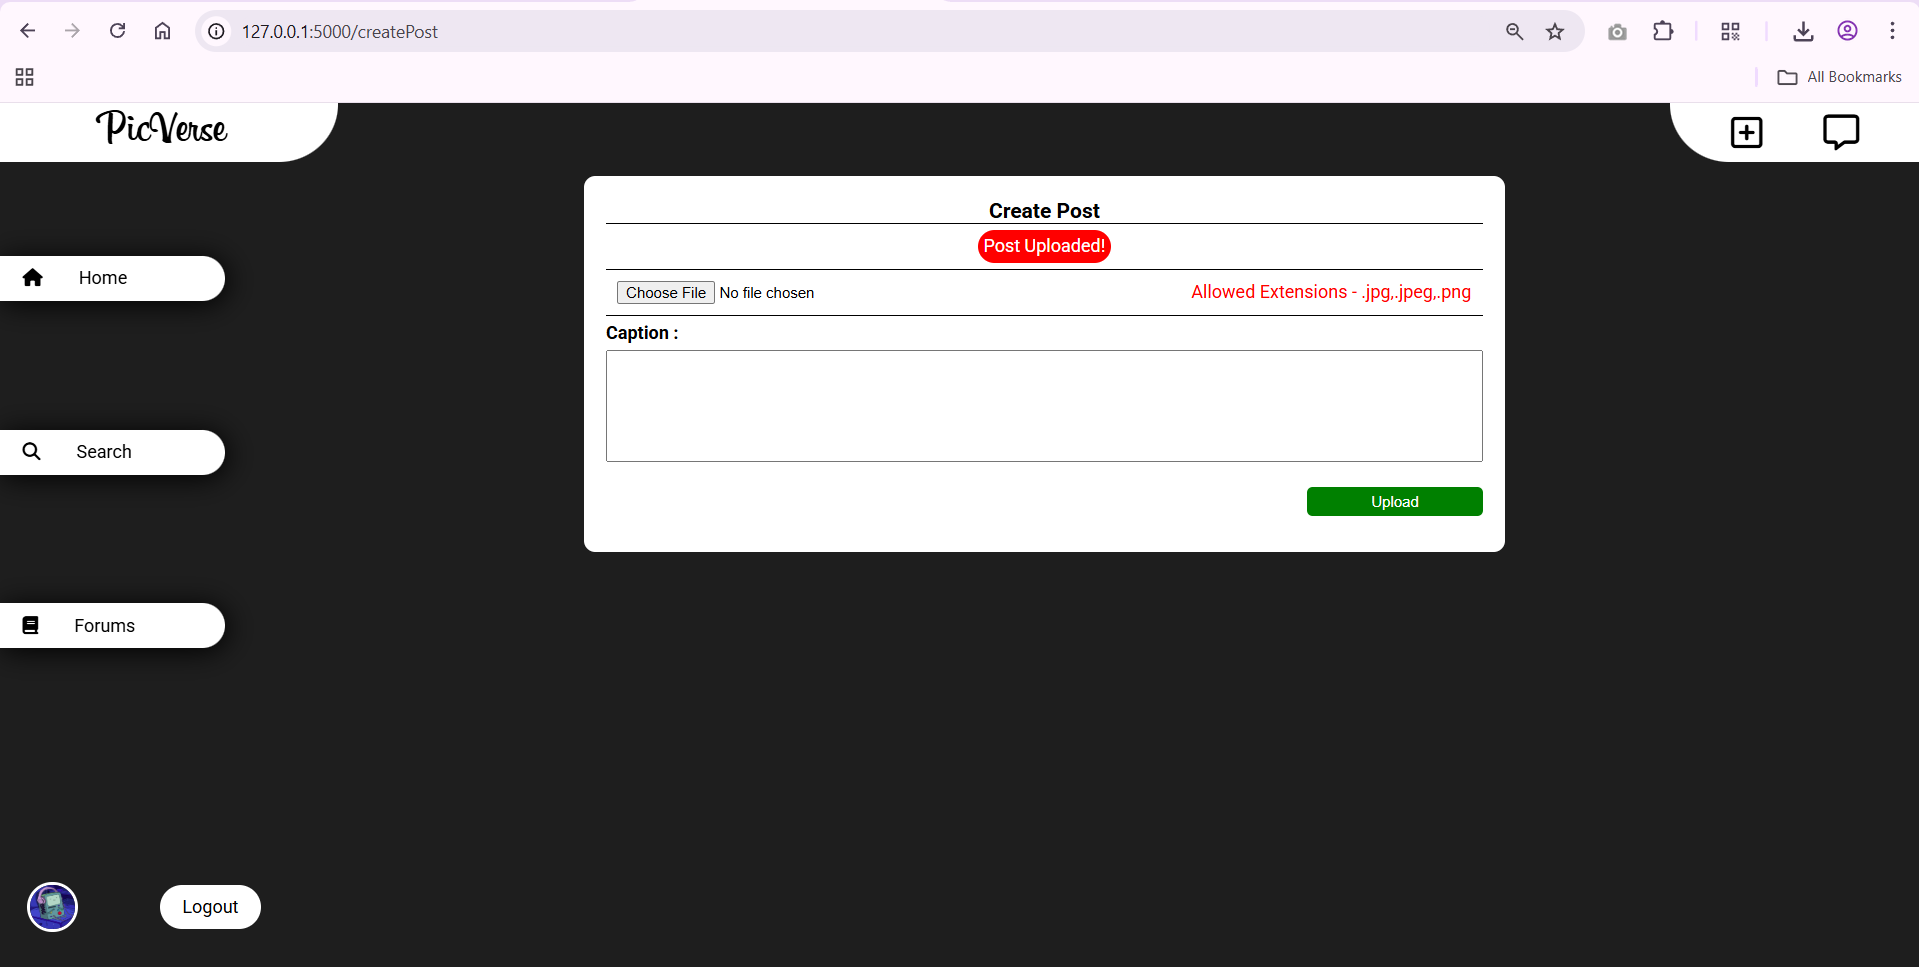 127.0.0.1:5000/createPost
All Bookmarks
PicVerse
Create Post
Post Uploaded!
Choose File No file chosen
Allowed Extensions - .jpg,.jpeg,.png
Caption :
Upload
Home
Search
Forums
Logout